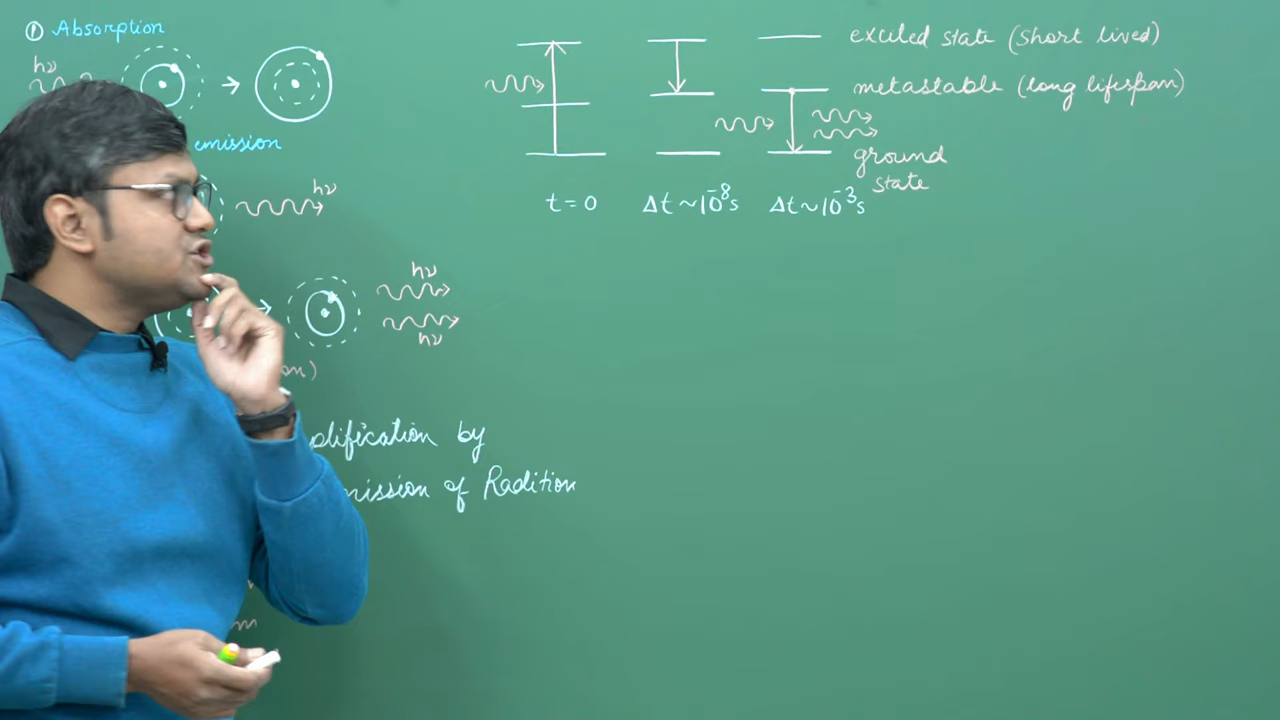 ① Absorption
hν
emission
hν
hν
hν
on)
plification by
mission of Radition
m
excited state (short lived)
metastable (long lifespan)
ground
state
t = 0
Δt ~ 10⁻⁸s
Δt ~ 10⁻³s